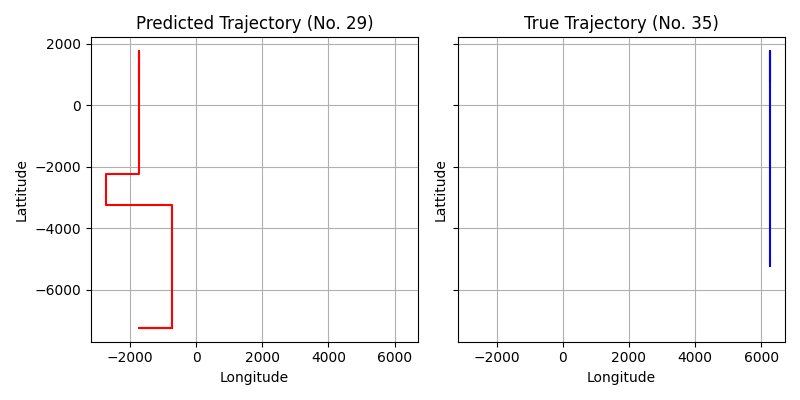 Predicted Trajectory (No. 29)
True Trajectory (No. 35)
2000
0
−2000
−4000
−6000
Lattitude
Lattitude
−2000 0 2000 4000 6000
−2000 0 2000 4000 6000
Longitude
Longitude